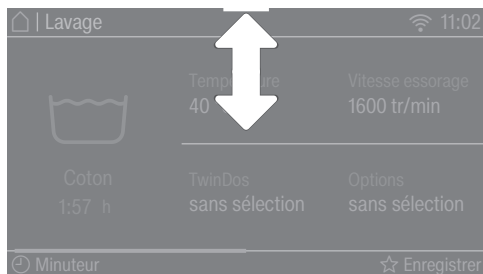 | Lavage 11:02
Température Vitesse essorage
40 1600 tr/min
Coton TwinDos Options
1:57 h sans sélection sans sélection
Minuteur Enregistrer